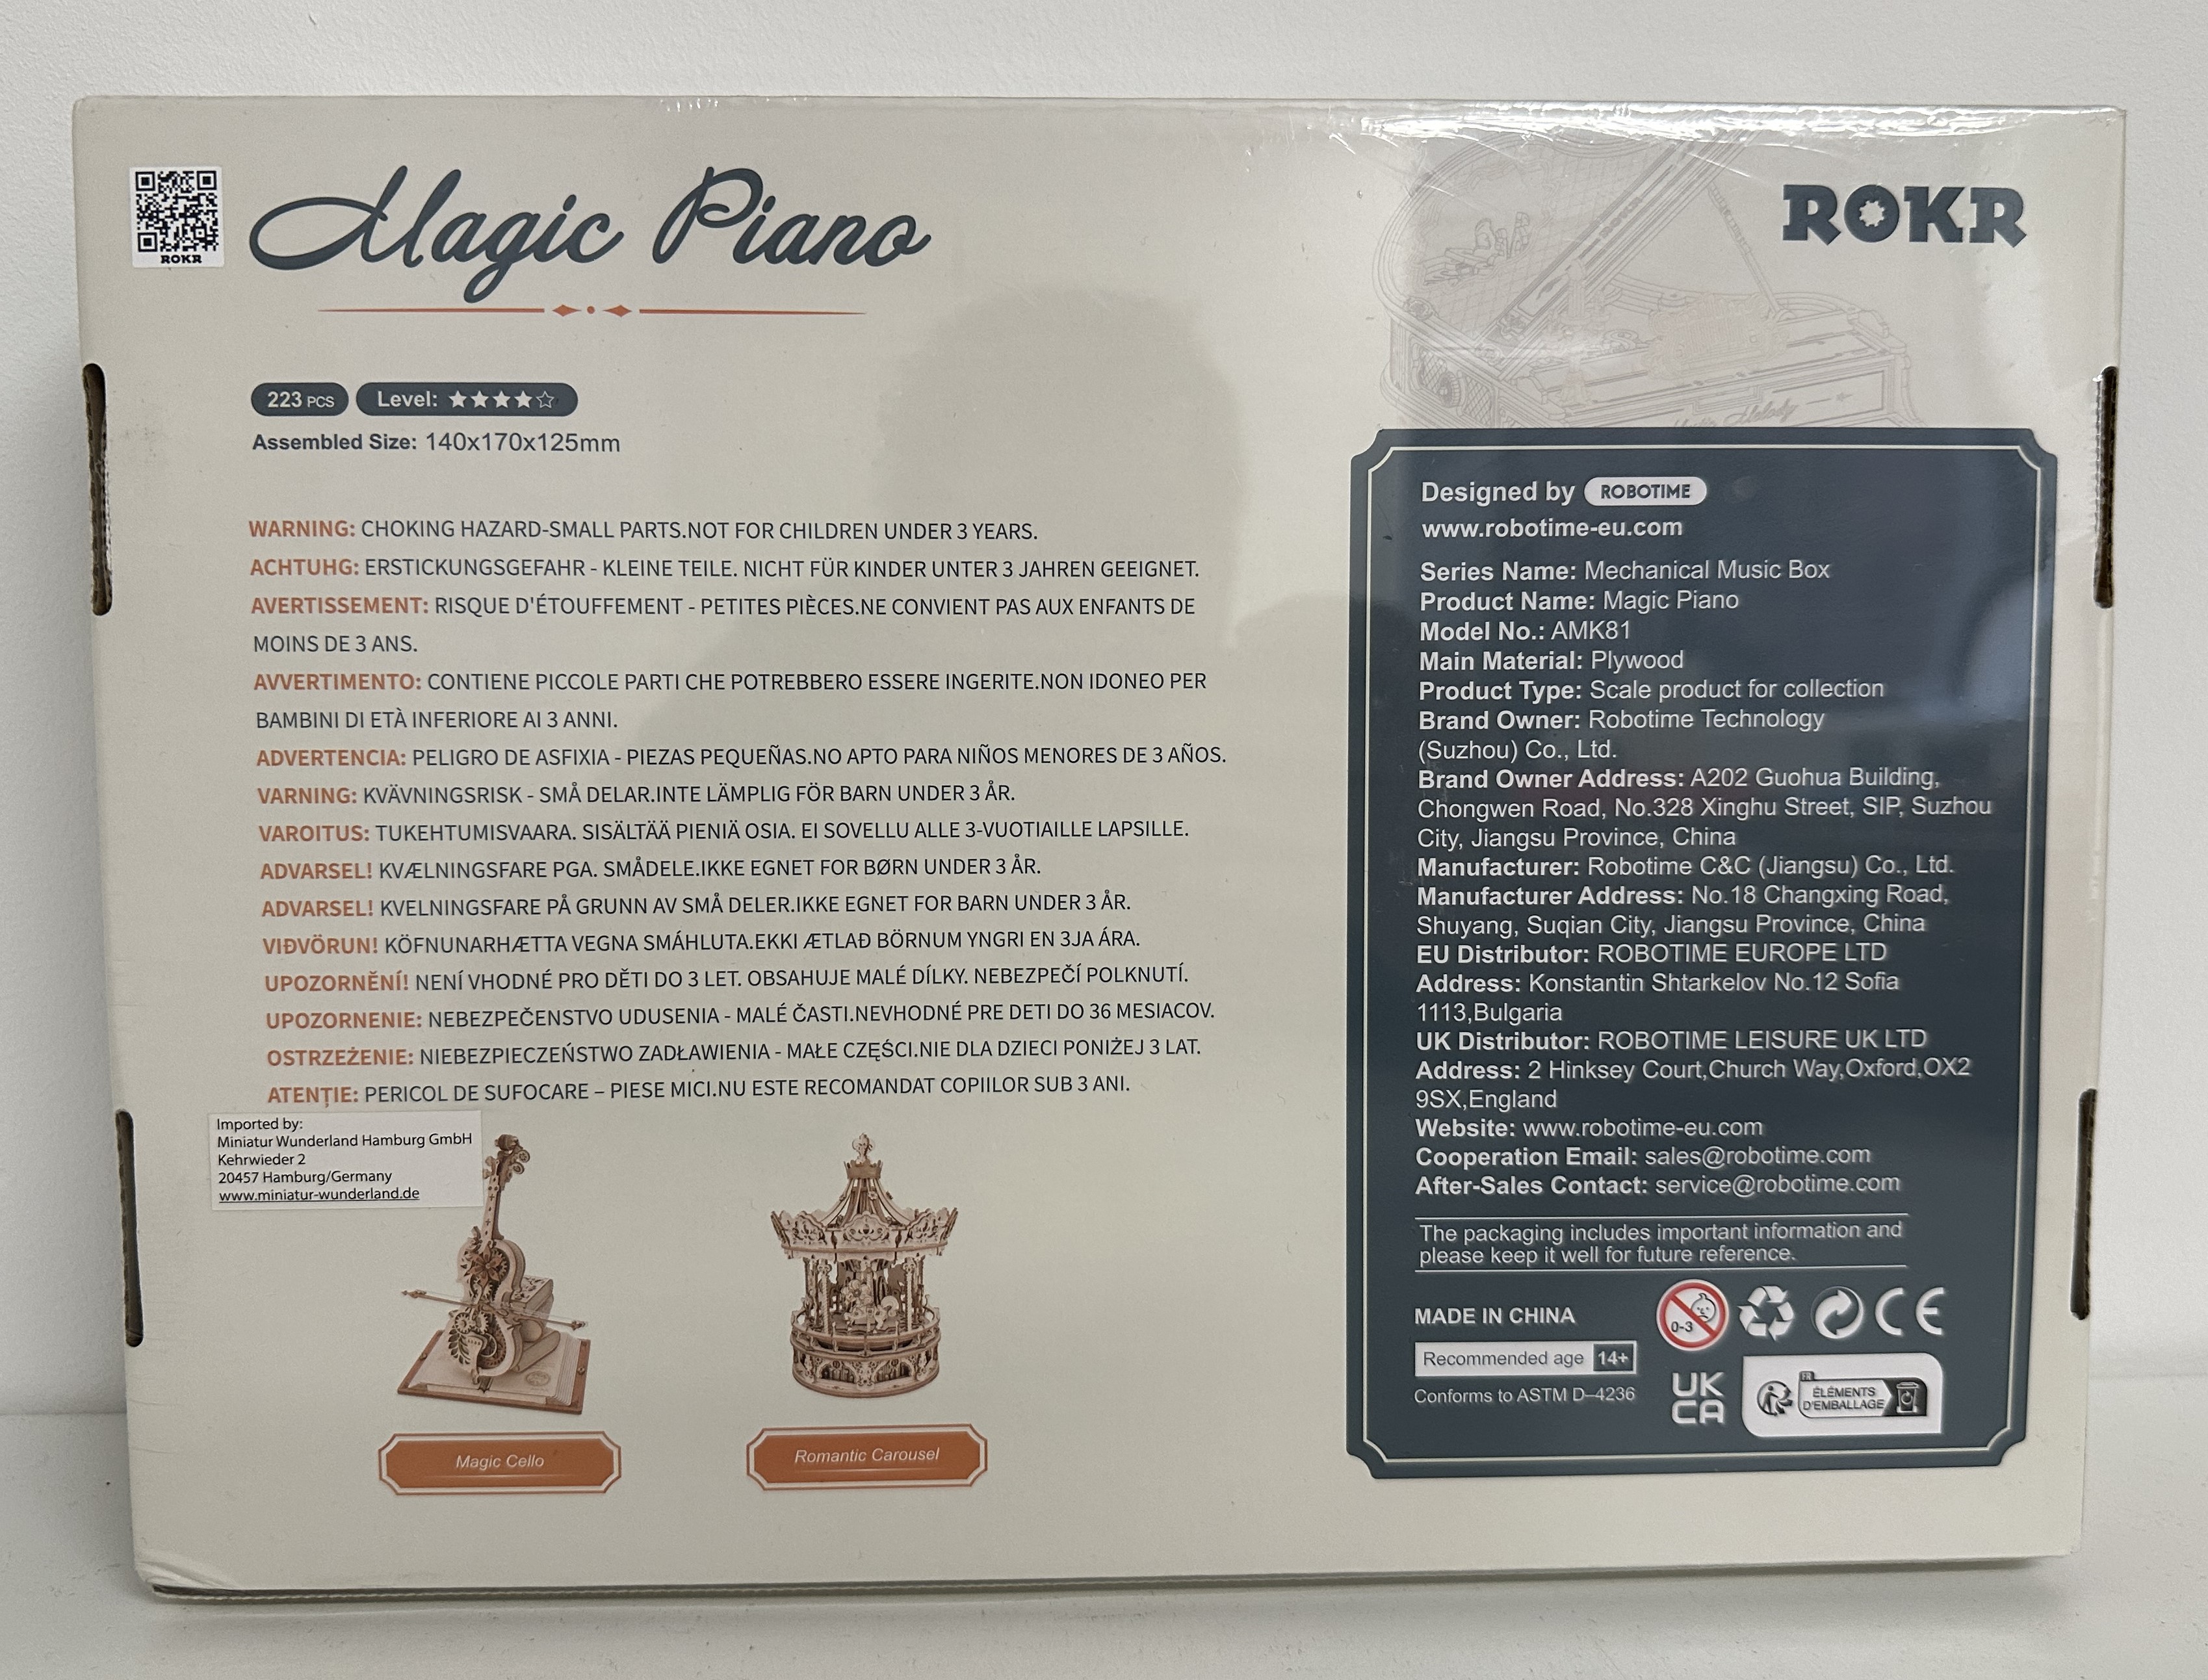 Magic Piano
ROKR
ROKR
223 PCS Level:
Assembled Size: 140x170x125mm
WARNING: CHOKING HAZARD-SMALL PARTS.NOT FOR CHILDREN UNDER 3 YEARS.
ACHTUHG: ERSTICKUNGSGEFAHR - KLEINE TEILE. NICHT FÜR KINDER UNTER 3 JAHREN GEEIGNET.
AVERTISSEMENT: RISQUE D'ÉTOUFFEMENT - PETITES PIÈCES.NE CONVIENT PAS AUX ENFANTS DE
MOINS DE 3 ANS.
AVVERTIMENTO: CONTIENE PICCOLE PARTI CHE POTREBBERO ESSERE INGERITE.NON IDONEO PER
BAMBINI DI ETÀ INFERIORE AI 3 ANNI.
ADVERTENCIA: PELIGRO DE ASFIXIA - PIEZAS PEQUEÑAS.NO APTO PARA NIÑOS MENORES DE 3 AÑOS.
VARNING: KVÄVNINGSRISK - SMÅ DELAR.INTE LÄMPLIG FÖR BARN UNDER 3 ÅR.
VAROITUS: TUKEHTUMISVAARA. SISÄLTÄÄ PIENIÄ OSIA. EI SOVELLU ALLE 3-VUOTIAILLE LAPSILLE.
ADVARSEL! KVÆLNINGSFARE PGA. SMÅDELE.IKKE EGNET FOR BØRN UNDER 3 ÅR.
ADVARSEL! KVELNINGSFARE PÅ GRUNN AV SMÅ DELER.IKKE EGNET FOR BARN UNDER 3 ÅR.
VIÐVÖRUN! KÖFNUNARHÆTTA VEGNA SMÁHLUTA.EKKI ÆTLAÐ BÖRNUM YNGRI EN 3JA ÁRA.
UPOZORNĚNÍ! NENÍ VHODNÉ PRO DĚTI DO 3 LET. OBSAHUJE MALÉ DÍLKY. NEBEZPEČÍ POLKNUTÍ.
UPOZORNENIE: NEBEZPEČENSTVO UDUSENIA - MALÉ ČASTI.NEVHODNÉ PRE DETI DO 36 MESIACOV.
OSTRZEŻENIE: NIEBEZPIECZEŃSTWO ZADŁAWIENIA - MAŁE CZĘŚCI.NIE DLA DZIECI PONIŻEJ 3 LAT.
ATENȚIE: PERICOL DE SUFOCARE – PIESE MICI.NU ESTE RECOMANDAT COPIILOR SUB 3 ANI.
Imported by:
Miniatur Wunderland Hamburg GmbH
Kehrwieder 2
20457 Hamburg/Germany
www.miniatur-wunderland.de
Magic Cello
Romantic Carousel
Melody
Designed by ROBOTIME
www.robotime-eu.com
Series Name: Mechanical Music Box
Product Name: Magic Piano
Model No.: AMK81
Main Material: Plywood
Product Type: Scale product for collection
Brand Owner: Robotime Technology
(Suzhou) Co., Ltd.
Brand Owner Address: A202 Guohua Building,
Chongwen Road, No.328 Xinghu Street, SIP, Suzhou
City, Jiangsu Province, China
Manufacturer: Robotime C&C (Jiangsu) Co., Ltd.
Manufacturer Address: No.18 Changxing Road,
Shuyang, Suqian City, Jiangsu Province, China
EU Distributor: ROBOTIME EUROPE LTD
Address: Konstantin Shtarkelov No.12 Sofia
1113,Bulgaria
UK Distributor: ROBOTIME LEISURE UK LTD
Address: 2 Hinksey Court,Church Way,Oxford,OX2
9SX,England
Website: www.robotime-eu.com
Cooperation Email: sales@robotime.com
After-Sales Contact: service@robotime.com
The packaging includes important information and
please keep it well for future reference.
MADE IN CHINA
0-3
CE
Recommended age 14+
Conforms to ASTM D–4236
UK
CA
FR
ÉLÉMENTS
D'EMBALLAGE